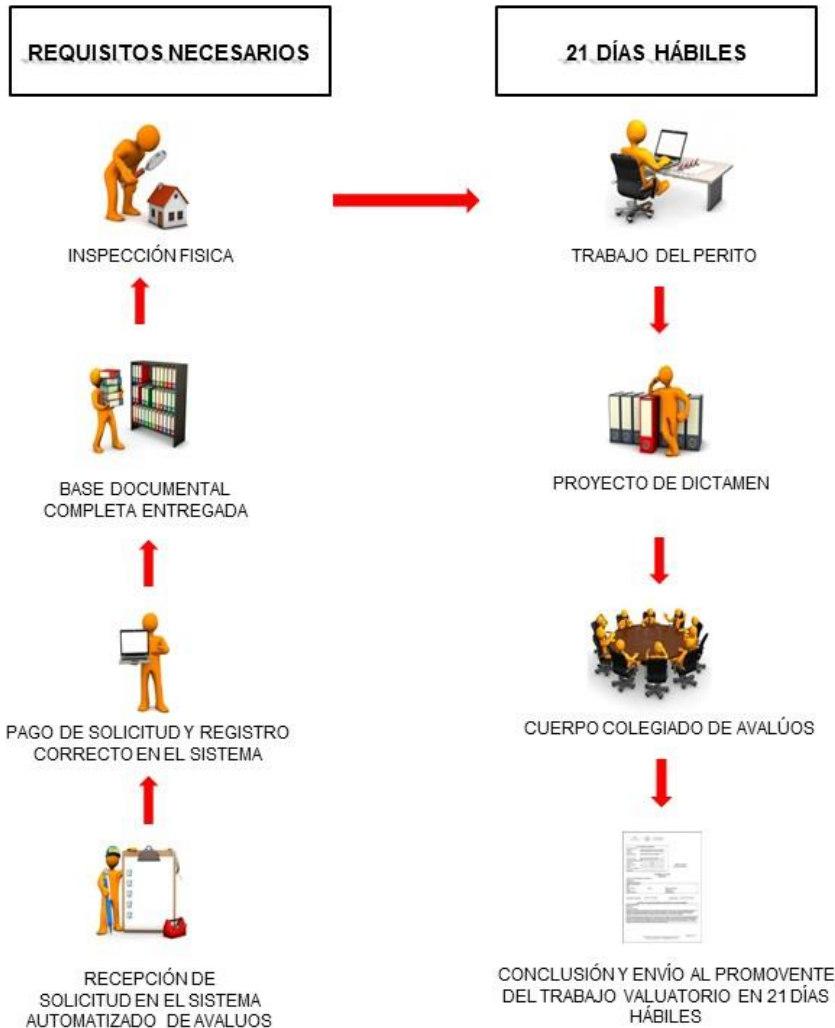 REQUISITOS NECESARIOS
21 DÍAS HÁBILES
INSPECCIÓN FISICA
TRABAJO DEL PERITO
BASE DOCUMENTAL
COMPLETA ENTREGADA
PROYECTO DE DICTAMEN
PAGO DE SOLICITUD Y REGISTRO
CORRECTO EN EL SISTEMA
CUERPO COLEGIADO DE AVALÚOS
RECEPCIÓN DE
SOLICITUD EN EL SISTEMA
AUTOMATIZADO DE AVALUOS
CONCLUSIÓN Y ENVÍO AL PROMOVENTE
DEL TRABAJO VALUATORIO EN 21 DÍAS
HÁBILES